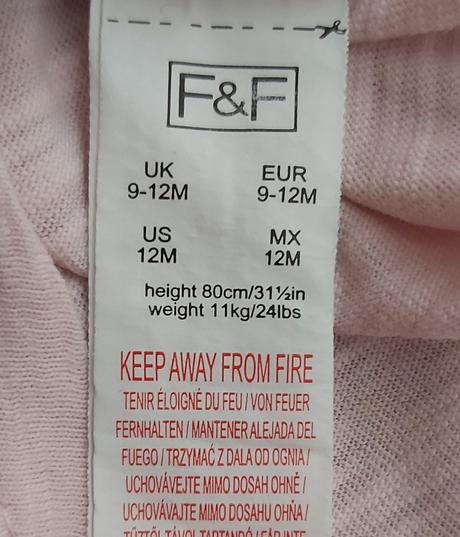 F&F
UK EUR
9-12M 9-12M
US MX
12M 12M
height 80cm/31½in
weight 11kg/24lbs
KEEP AWAY FROM FIRE
TENIR ÉLOIGNÉ DU FEU / VON FEUER
FERNHALTEN / MANTENER ALEJADA DEL
FUEGO / TRZYMAĆ Z DALA OD OGNIA /
UCHOVÁVEJTE MIMO DOSAH OHNĚ /
UCHOVÁVAJTE MIMO DOSAHU OHŇA /